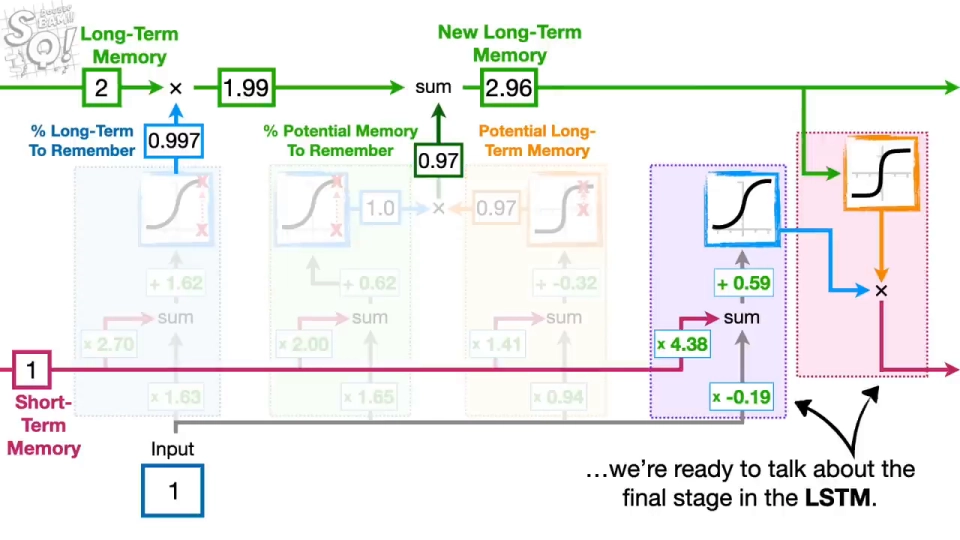 SQ!
Long-Term
Memory
2
×
1.99
sum
New Long-Term
Memory
2.96
% Long-Term
To Remember
0.997
% Potential Memory
To Remember
0.97
Potential Long-
Term Memory
1.0
×
0.97
+ 1.62
+ 0.62
+ -0.32
+ 0.59
×
sum
sum
sum
sum
x 2.70
x 2.00
x 1.41
x 4.38
1
Short-
Term
Memory
x 1.63
x 1.65
x 0.94
x -0.19
Input
1
…we're ready to talk about the
final stage in the LSTM.